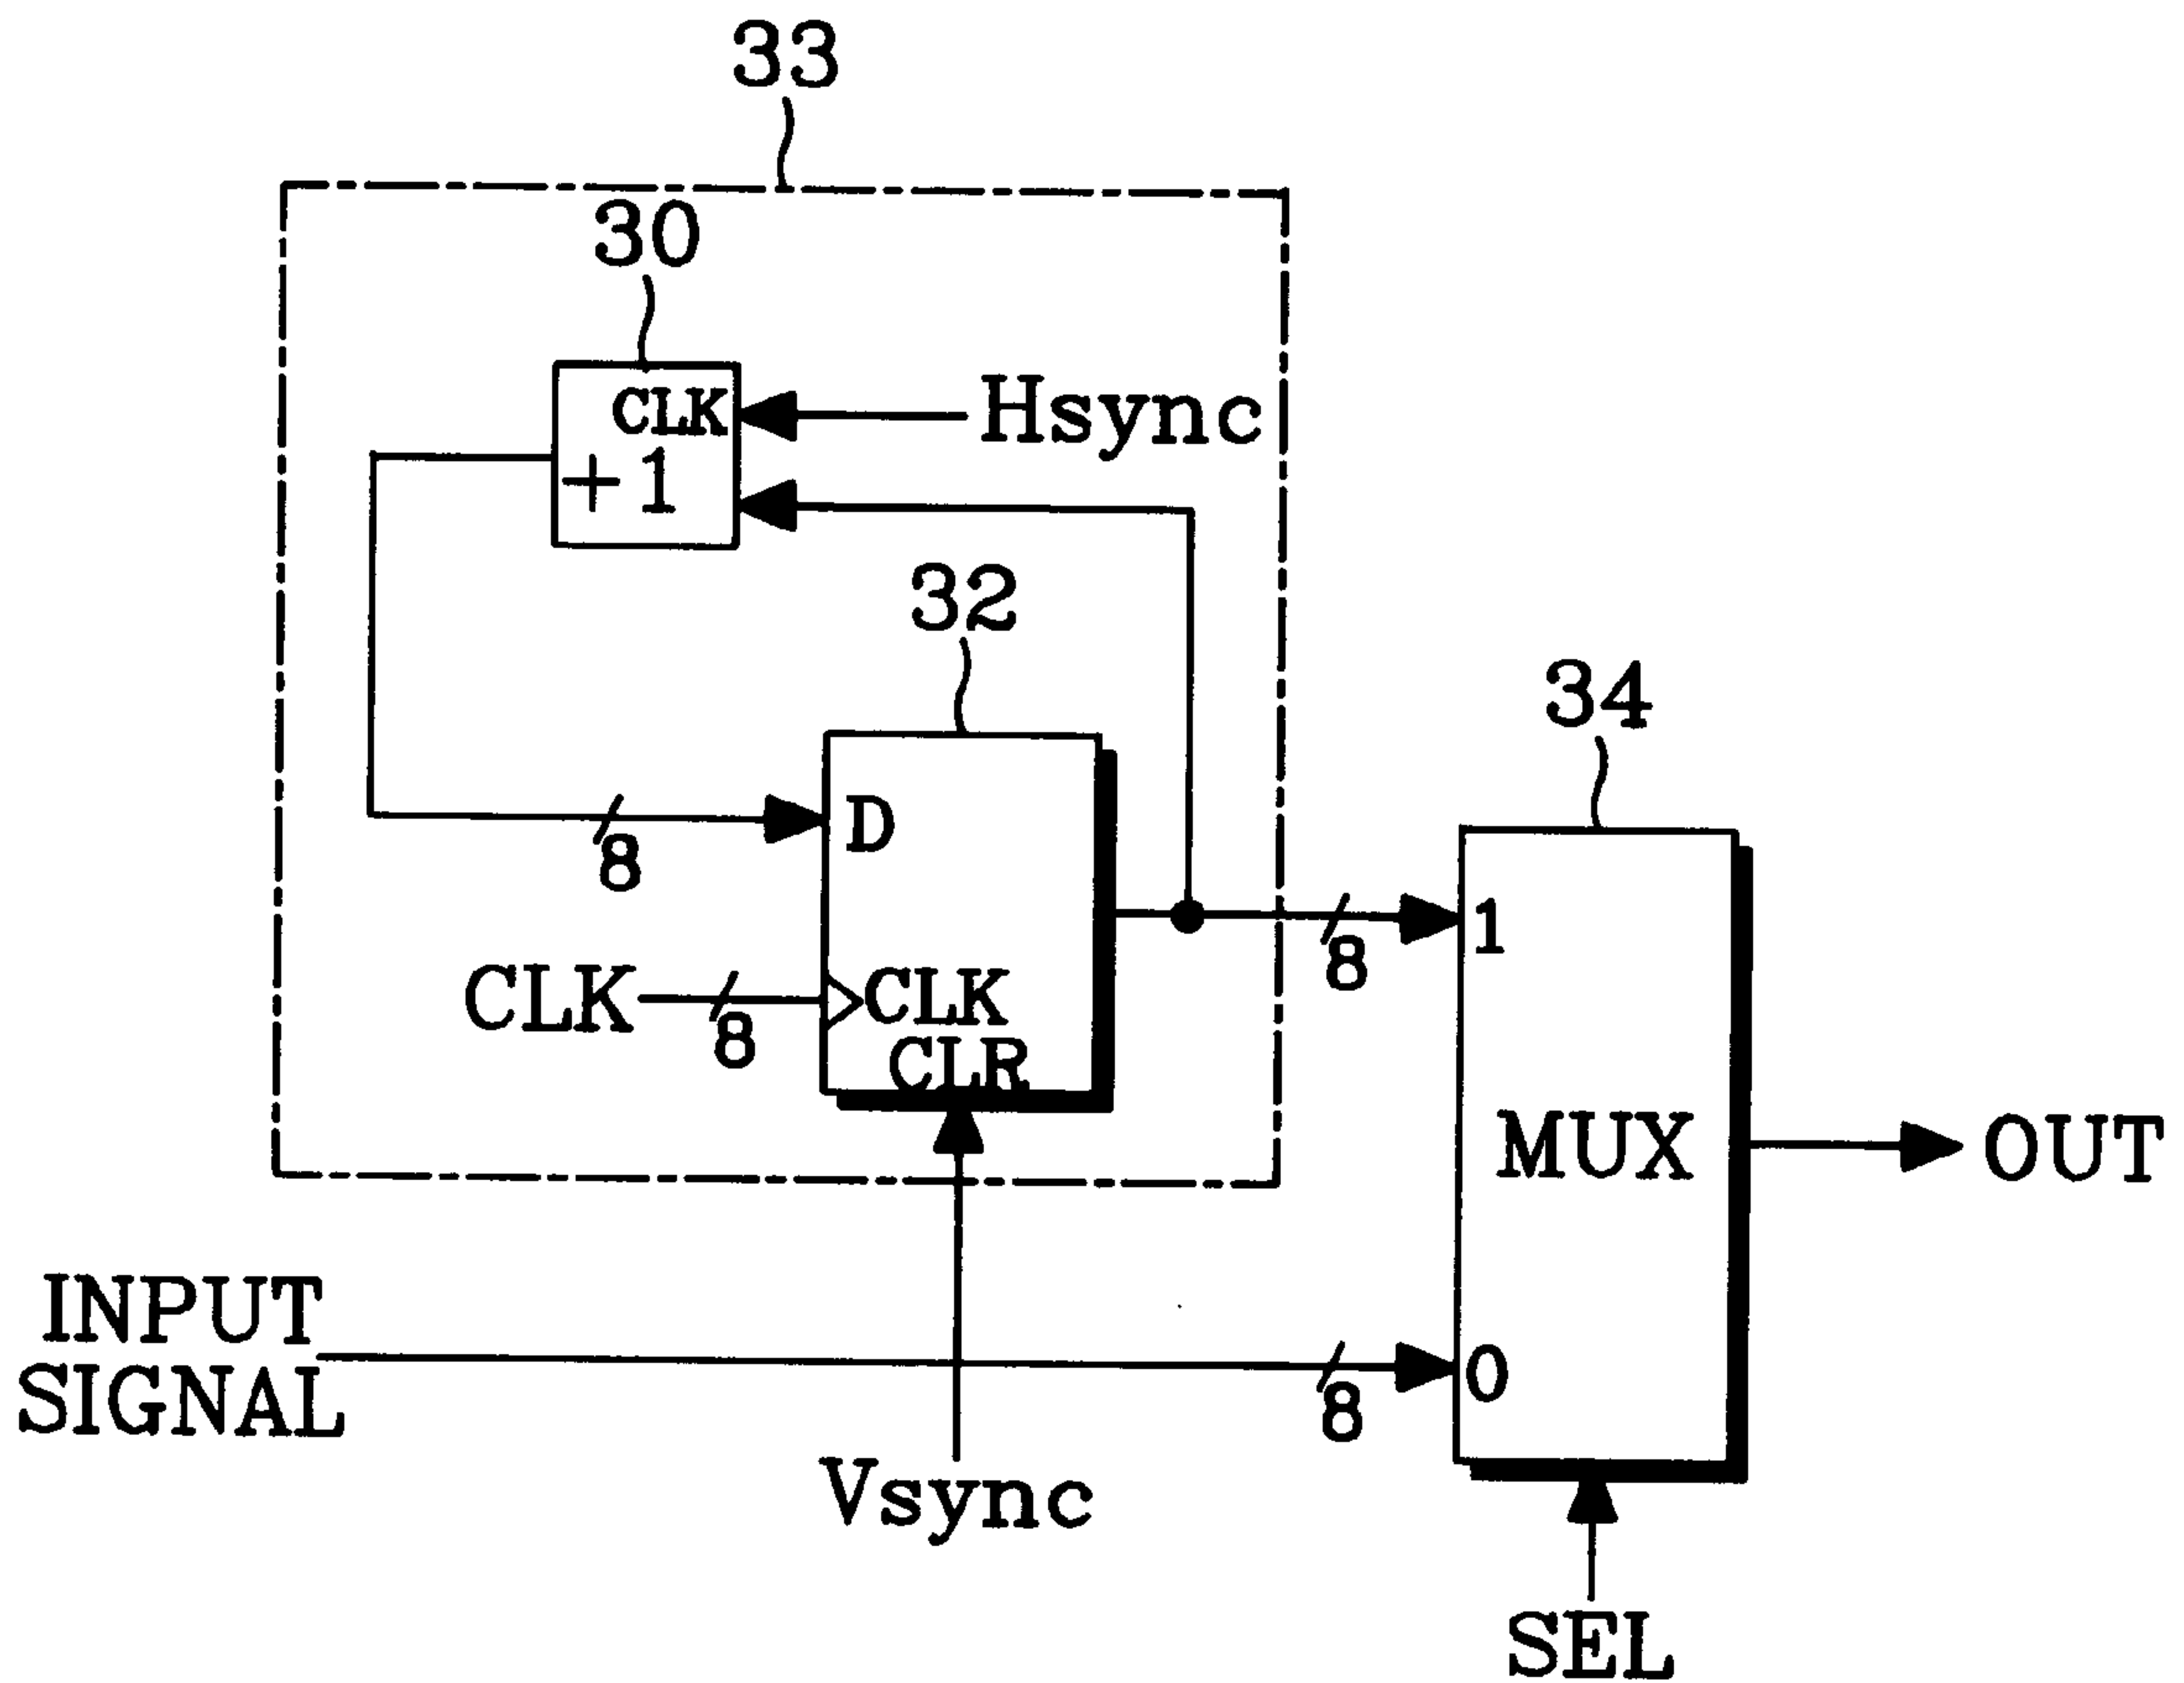 33
30
CLK
Hsync
+1
32
34
D
8
1
8
CLK
CLK
8
CLR
MUX
OUT
INPUT
SIGNAL
0
8
Vsync
SEL